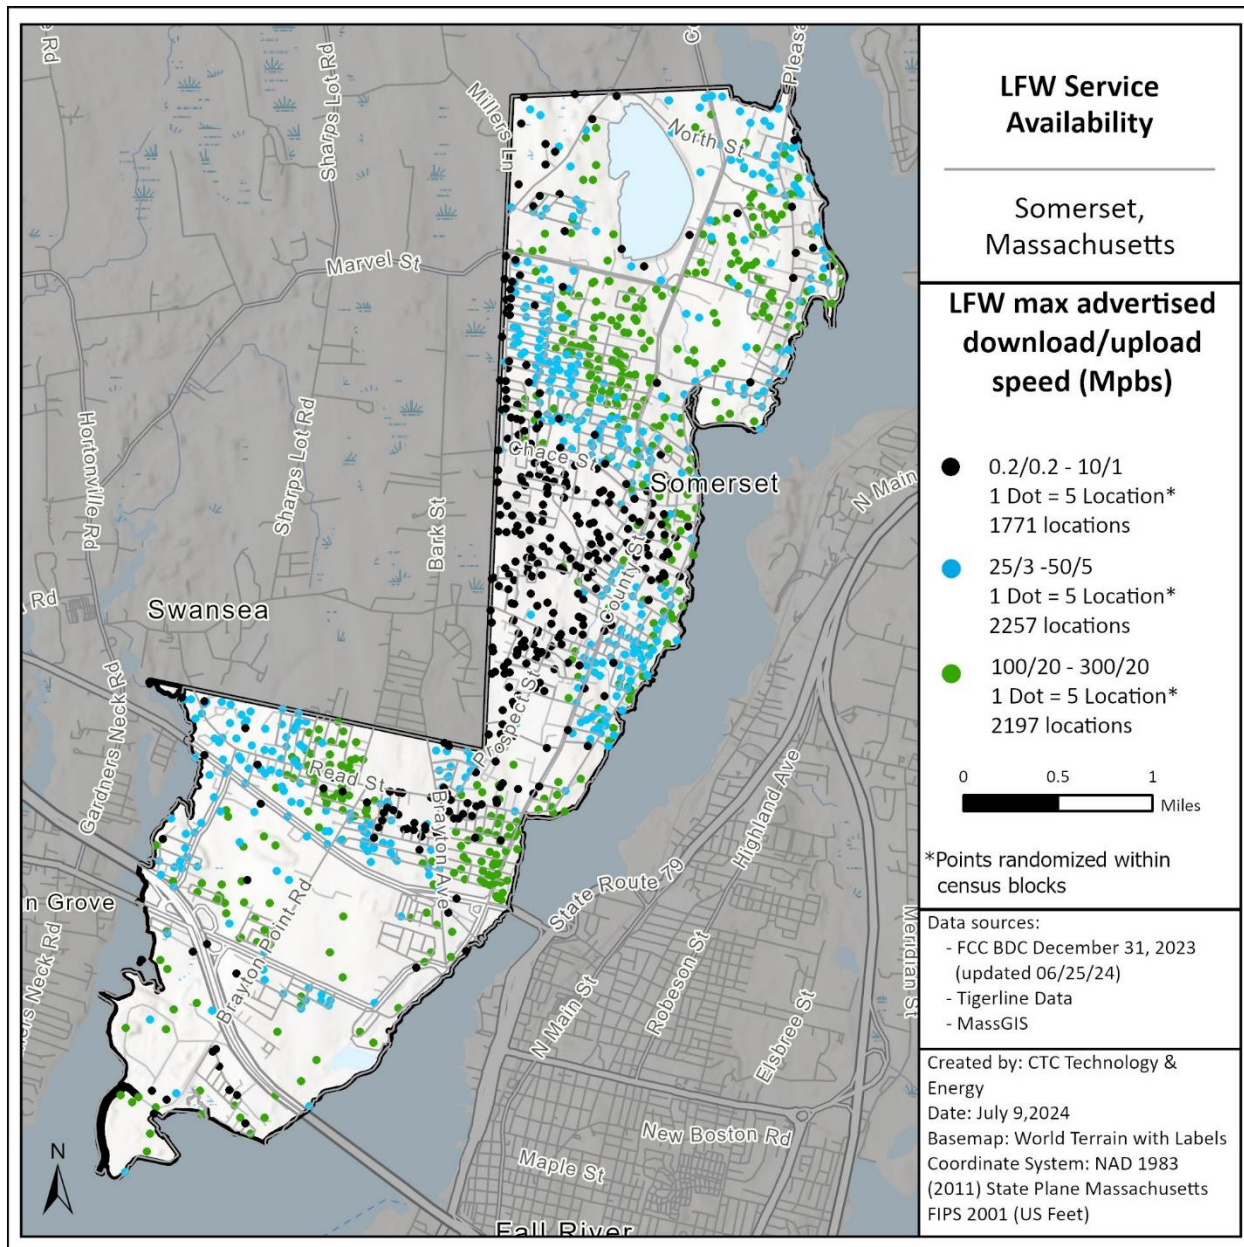 LFW Service
Availability
Somerset,
Massachusetts
LFW max advertised
download/upload
speed (Mpbs)
0.2/0.2 - 10/1
1 Dot = 5 Location*
1771 locations
25/3 -50/5
1 Dot = 5 Location*
2257 locations
100/20 - 300/20
1 Dot = 5 Location*
2197 locations
0 0.5 1
Miles
*Points randomized within
census blocks
Data sources:
- FCC BDC December 31, 2023
(updated 06/25/24)
- Tigerline Data
- MassGIS
Created by: CTC Technology &
Energy
Date: July 9,2024
Basemap: World Terrain with Labels
Coordinate System: NAD 1983
(2011) State Plane Massachusetts
FIPS 2001 (US Feet)
Sharps Lot Rd
Millers Ln
North St
Marvel St
Hortonville Rd
Sharps Lot Rd
Bark St
Chace St
Somerset
N Main
County St
Swansea
Rd
Gardners Neck Rd
Prospect St
Read St
Brayton Ave
Highland Ave
State Route 79
n Grove
Brayton Point Rd
Meridian St
ers Neck Rd
N Main St
Robeson St
Elsbree St
New Boston Rd
Maple St
Fall River
N